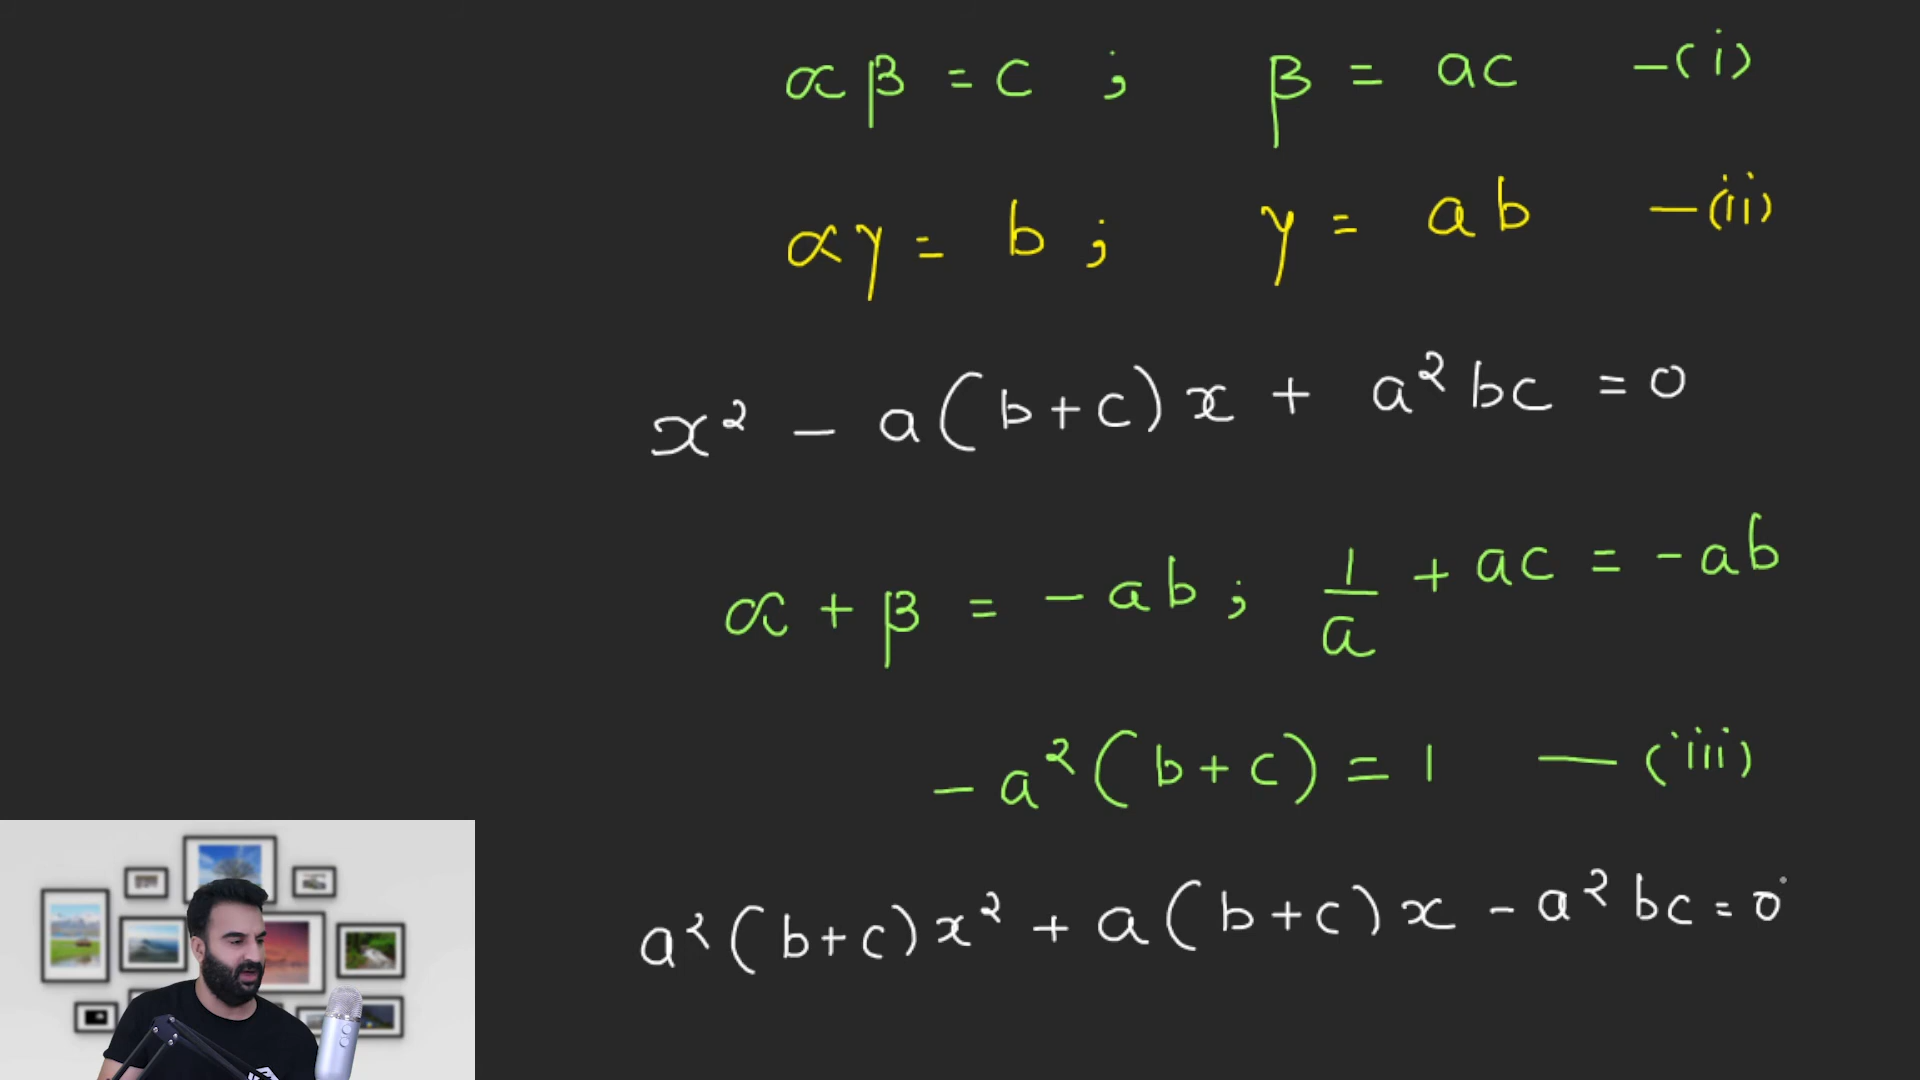 αβ = c ; β = ac —(i)
αγ = b ; γ = ab —(ii)
x² − a(b+c)x + a²bc = 0
α + β = −ab ; 1/a + ac = −ab
−a²(b+c) = 1 —(iii)
a²(b+c)x² + a(b+c)x − a²bc = 0